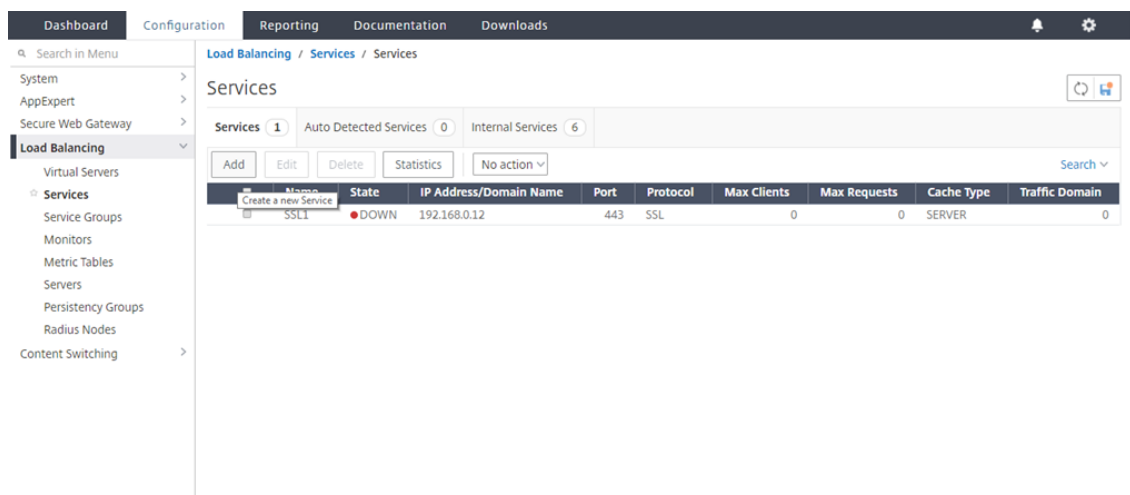 Dashboard Configuration Reporting Documentation Downloads
Search in Menu
System
AppExpert
Secure Web Gateway
Load Balancing
Virtual Servers
Services
Service Groups
Monitors
Metric Tables
Servers
Persistency Groups
Radius Nodes
Content Switching
Load Balancing / Services / Services
Services
Services 1 Auto Detected Services 0 Internal Services 6
Add Edit Delete Statistics No action Search
Name State IP Address/Domain Name Port Protocol Max Clients Max Requests Cache Type Traffic Domain
Create a new Service
SSL1 DOWN 192.168.0.12 443 SSL 0 0 SERVER 0